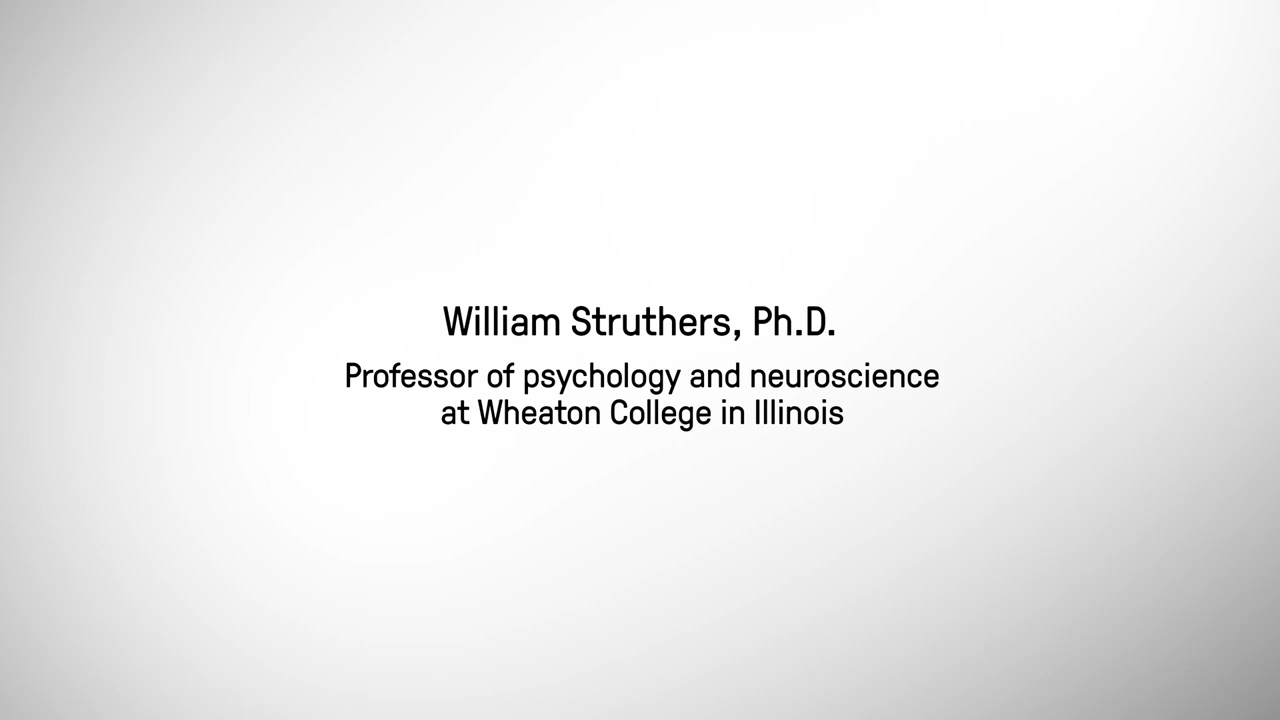 William Struthers, Ph.D.
Professor of psychology and neuroscience
at Wheaton College in Illinois